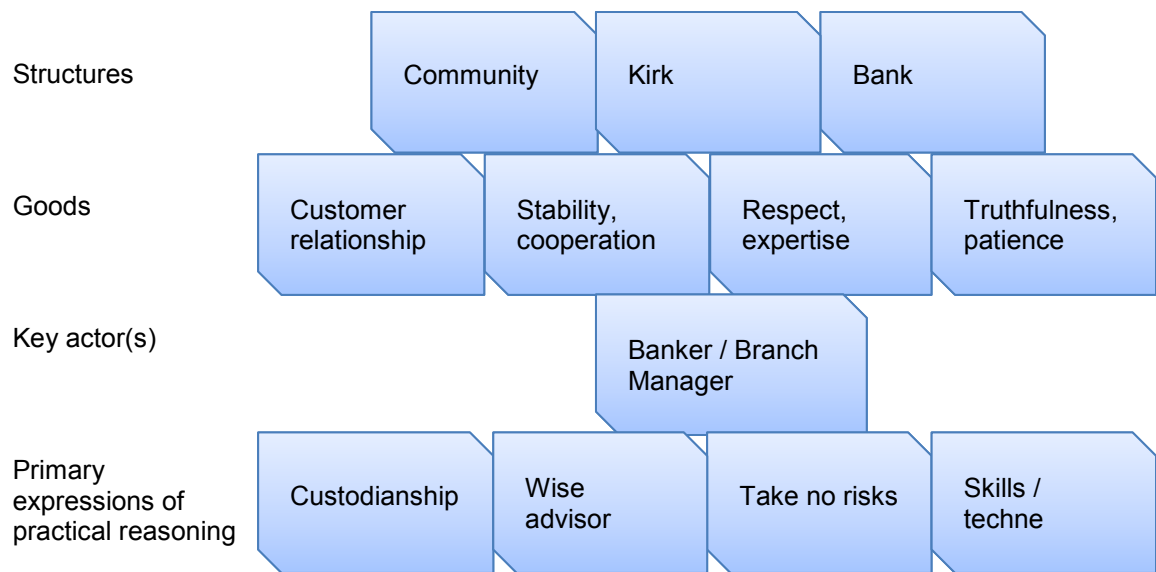 Structures
Community
Kirk
Bank
Goods
Customer
relationship
Stability,
cooperation
Respect,
expertise
Truthfulness,
patience
Key actor(s)
Banker / Branch
Manager
Primary
expressions of
practical reasoning
Custodianship
Wise
advisor
Take no risks
Skills /
techne